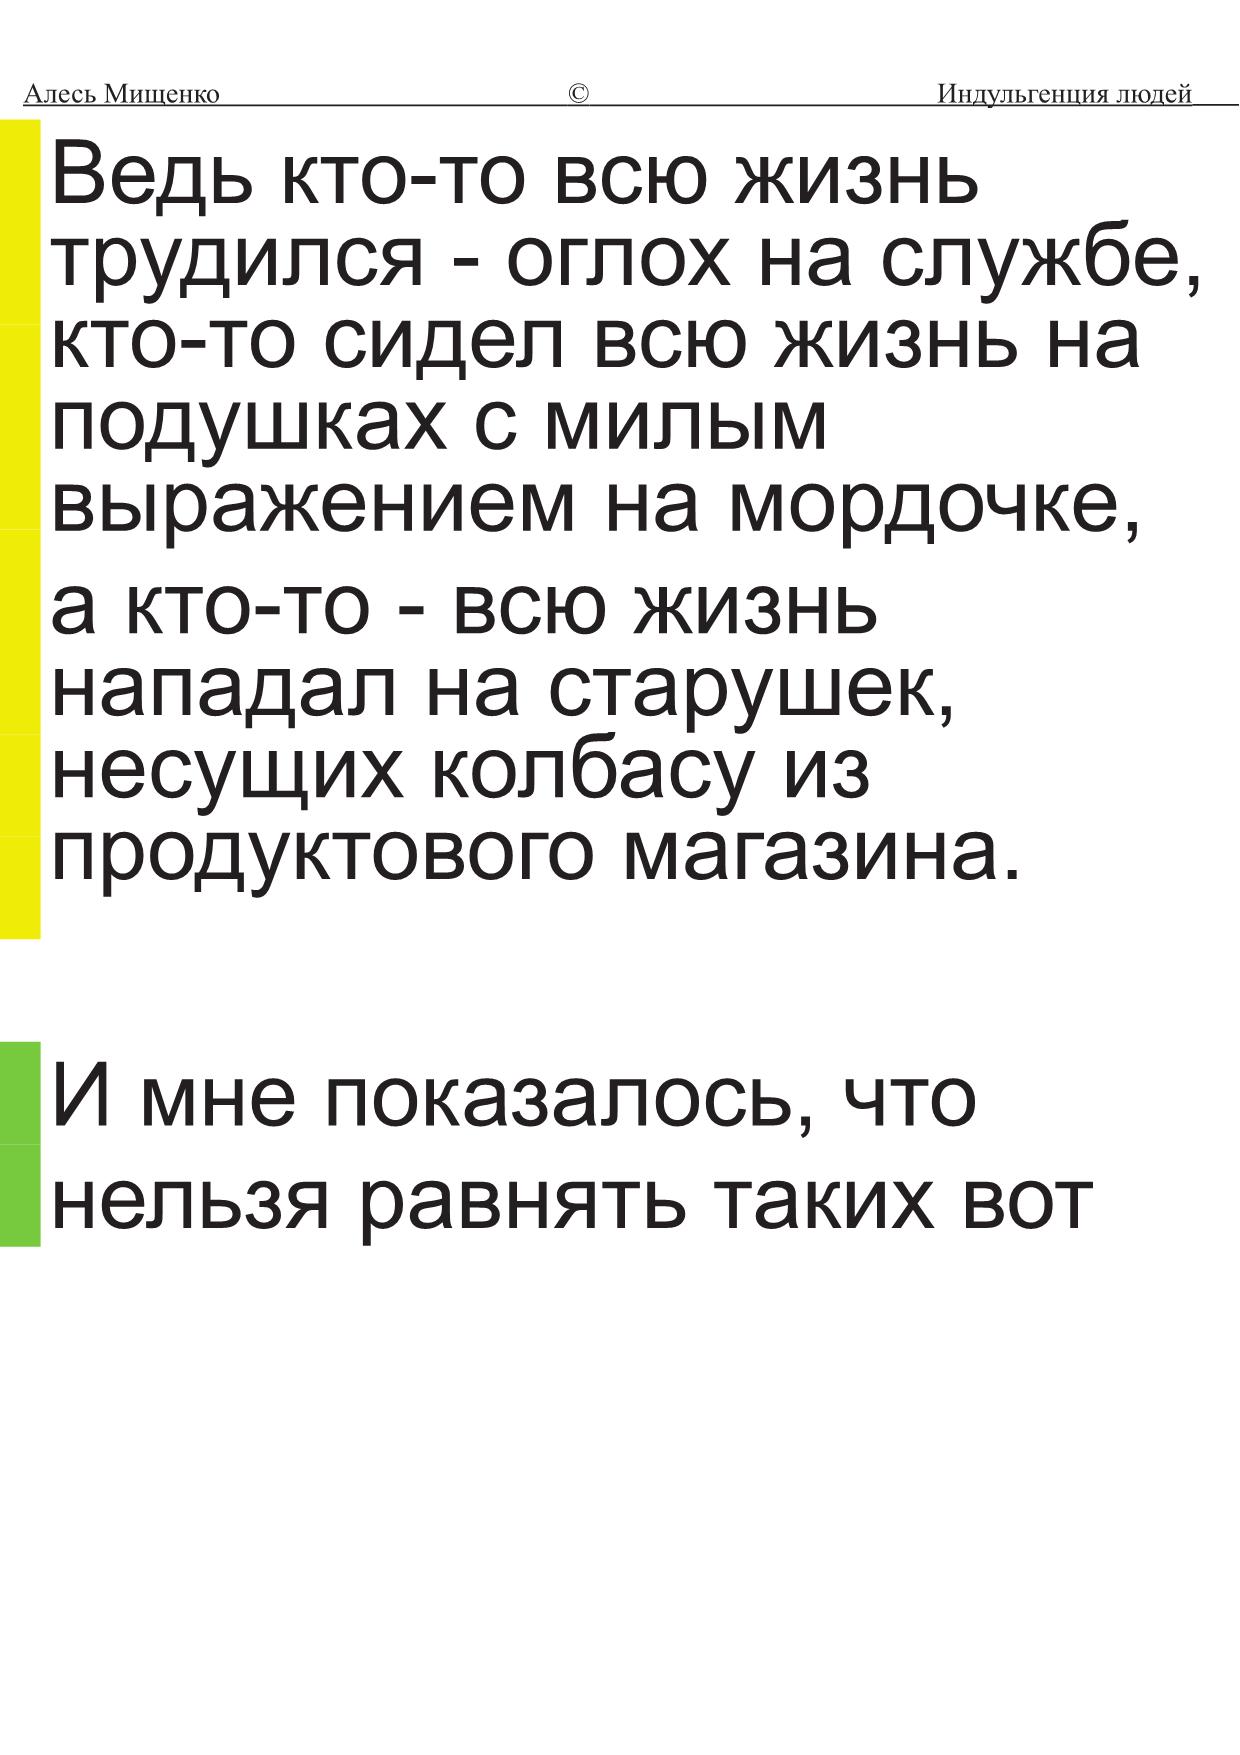 Алесь Мищенко © Индульгенция людей
Ведь кто-то всю жизнь
трудился - оглох на службе,
кто-то сидел всю жизнь на
подушках с милым
выражением на мордочке,
а кто-то - всю жизнь
нападал на старушек,
несущих колбасу из
продуктового магазина.
И мне показалось, что
нельзя равнять таких вот